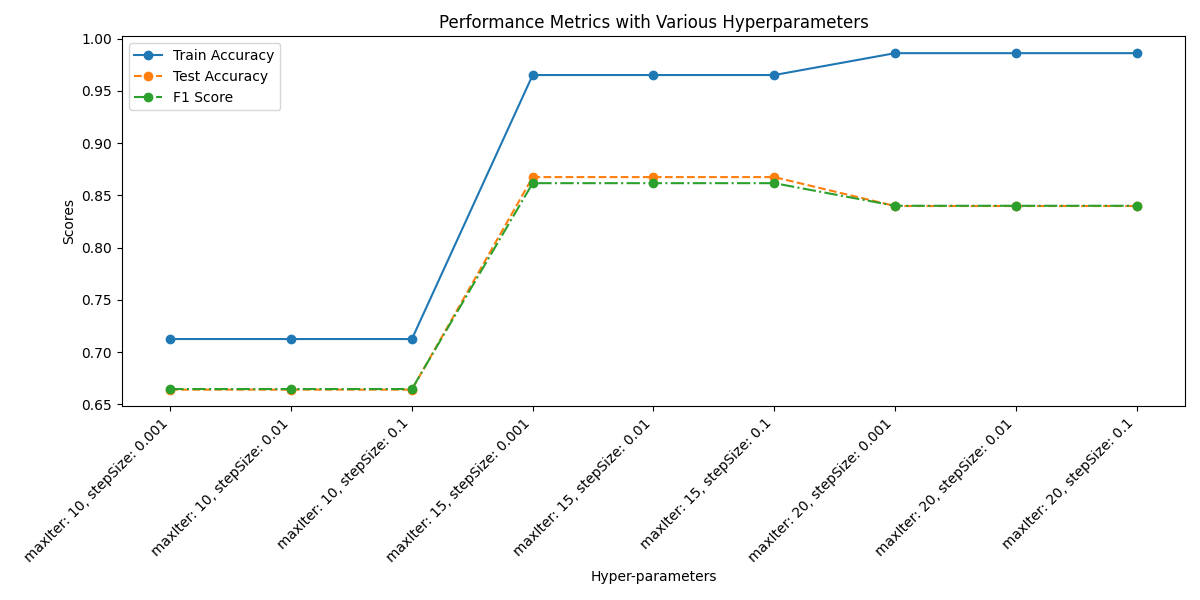 Performance Metrics with Various Hyperparameters
Train Accuracy
Test Accuracy
F1 Score
1.00
0.95
0.90
0.85
0.80
0.75
0.70
0.65
Scores
maxIter: 10, stepSize: 0.001
maxIter: 10, stepSize: 0.01
maxIter: 10, stepSize: 0.1
maxIter: 15, stepSize: 0.001
maxIter: 15, stepSize: 0.01
maxIter: 15, stepSize: 0.1
maxIter: 20, stepSize: 0.001
maxIter: 20, stepSize: 0.01
maxIter: 20, stepSize: 0.1
Hyper-parameters